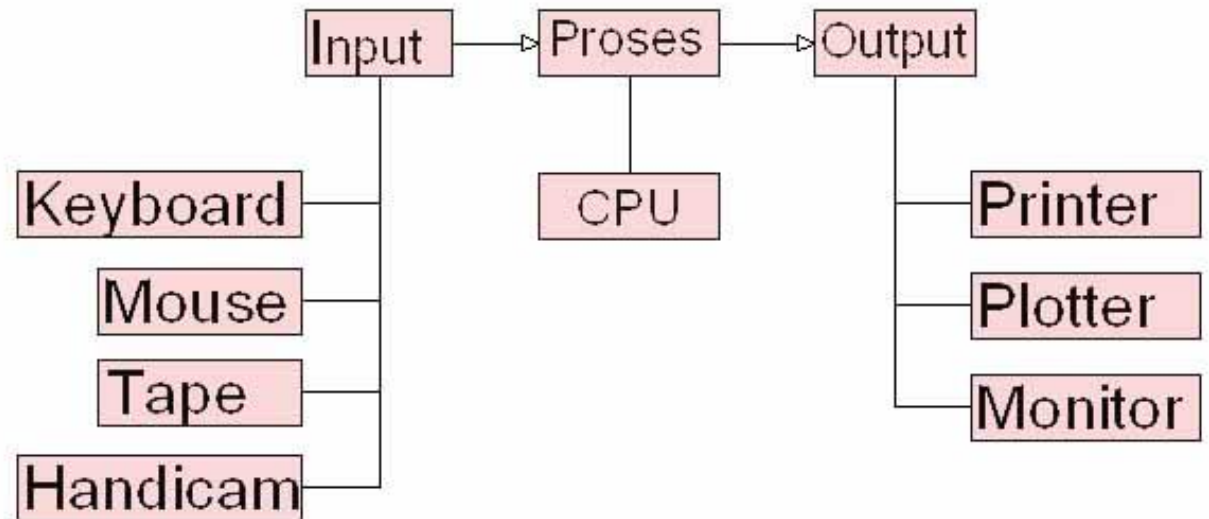 Input
Proses
Output
Keyboard
Mouse
Tape
Handicam
CPU
Printer
Plotter
Monitor